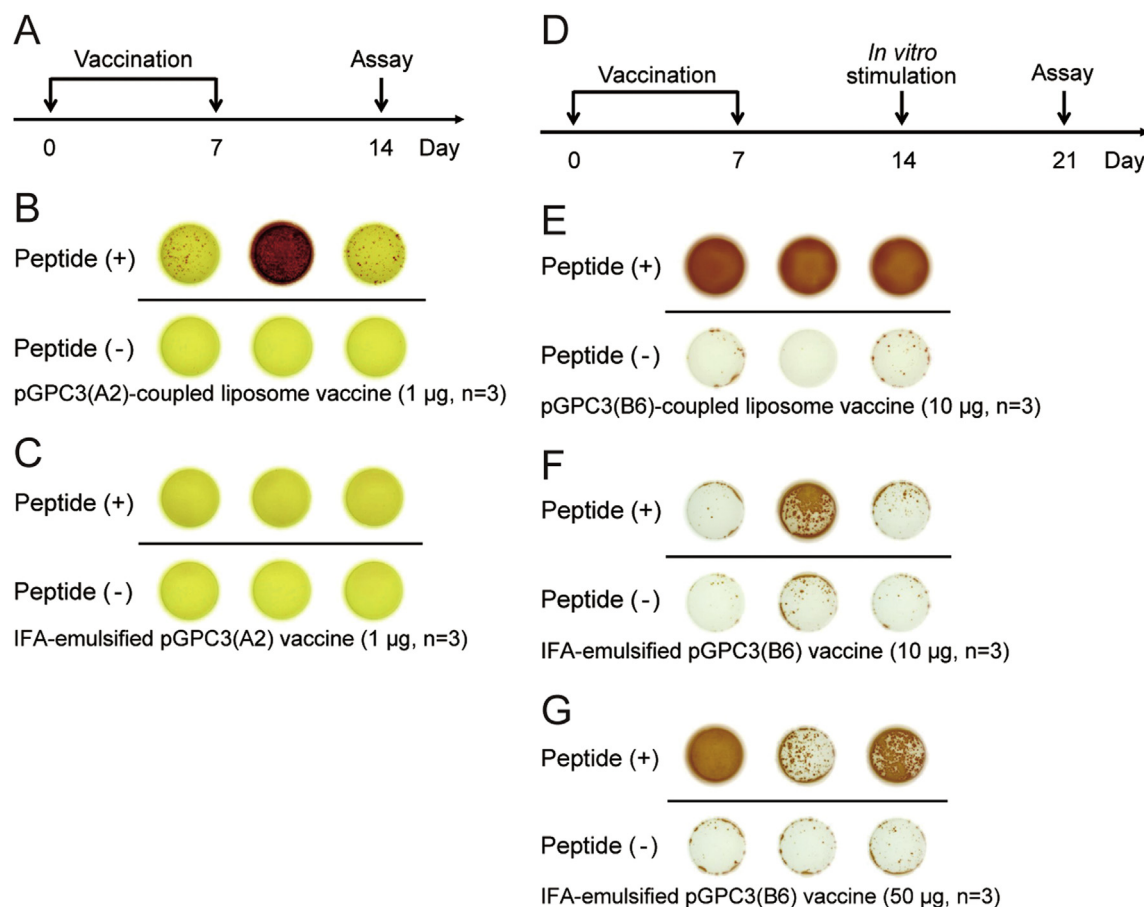 A
Vaccination
Assay
0
7
14
Day
B
Peptide (+)
Peptide (-)
pGPC3(A2)-coupled liposome vaccine (1 µg, n=3)
C
Peptide (+)
Peptide (-)
IFA-emulsified pGPC3(A2) vaccine (1 µg, n=3)
D
Vaccination
In vitro
stimulation
Assay
0
7
14
21
Day
E
Peptide (+)
Peptide (-)
pGPC3(B6)-coupled liposome vaccine (10 µg, n=3)
F
Peptide (+)
Peptide (-)
IFA-emulsified pGPC3(B6) vaccine (10 µg, n=3)
G
Peptide (+)
Peptide (-)
IFA-emulsified pGPC3(B6) vaccine (50 µg, n=3)